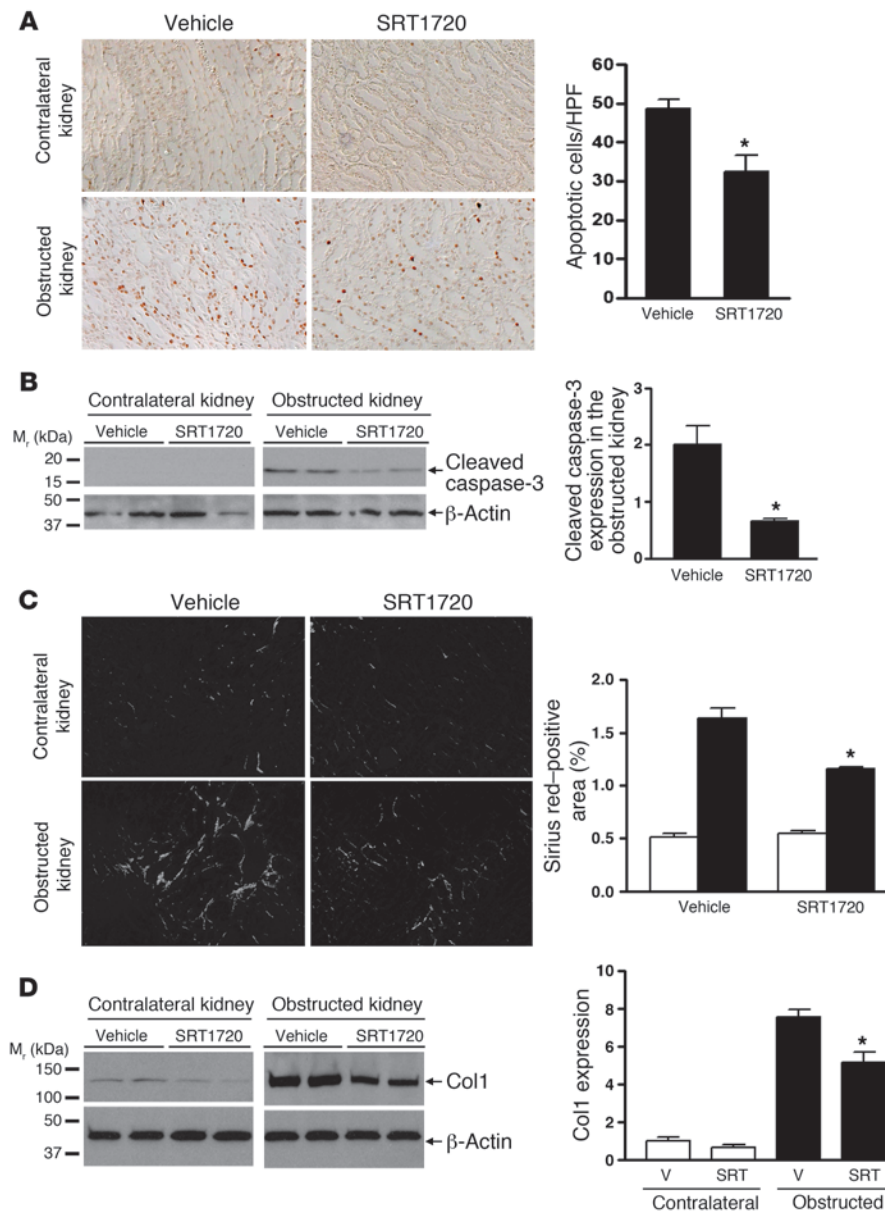 A
Vehicle
SRT1720
Contralateral
kidney
Obstructed
kidney
Apoptotic cells/HPF
60
50
40
30
20
10
0
*
Vehicle
SRT1720
B
Contralateral kidney
Obstructed kidney
Vehicle
SRT1720
Vehicle
SRT1720
Mr (kDa)
20
15
50
37
Cleaved
caspase-3
β-Actin
Cleaved caspase-3
expression in the
obstructed kidney
3
2
1
0
*
Vehicle
SRT1720
C
Vehicle
SRT1720
Contralateral
kidney
Obstructed
kidney
Sirius red–positive
area (%)
2.0
1.5
1.0
0.5
0.0
*
Vehicle
SRT1720
D
Contralateral kidney
Obstructed kidney
Vehicle
SRT1720
Vehicle
SRT1720
Mr (kDa)
150
100
50
37
Col1
β-Actin
Col1 expression
10
8
6
4
2
0
*
V
SRT
V
SRT
Contralateral
Obstructed